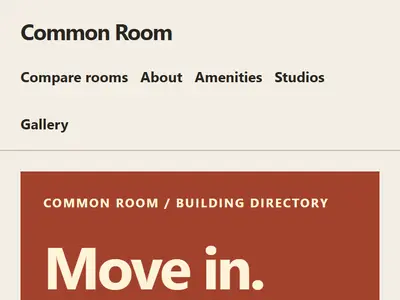 Common Room
Compare rooms About Amenities Studios
Gallery
COMMON ROOM / BUILDING DIRECTORY
Move in.